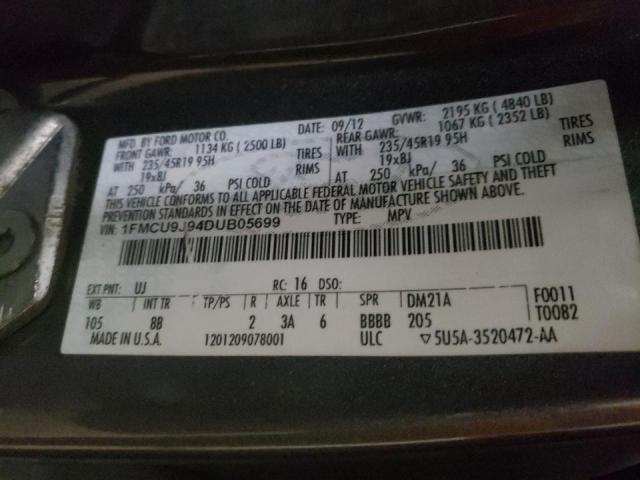 MFD. BY FORD MOTOR CO.
DATE: 09/12
GVWR: 2195 KG ( 4840 LB)
FRONT GAWR: 1134 KG ( 2500 LB)
REAR GAWR: 1067 KG ( 2352 LB)
WITH 235/45R19 95H TIRES
WITH 235/45R19 95H TIRES
19x8J RIMS
19x8J RIMS
AT 250 kPa/ 36 PSI COLD
AT 250 kPa/ 36 PSI COLD
THIS VEHICLE CONFORMS TO ALL APPLICABLE FEDERAL MOTOR VEHICLE SAFETY AND THEFT
PREVENTION STANDARDS IN EFFECT ON THE DATE OF MANUFACTURE SHOWN ABOVE.
VIN: 1FMCU9J94DUB05699
TYPE: MPV
EXT PNT: UJ RC: 16 DSO:
WB INT TR TP/PS R AXLE TR SPR DM21A F0011
105 8B 2 3A 6 BBBB 205 T0082
MADE IN U.S.A. 1201209078001 ULC ▽5U5A-3520472-AA